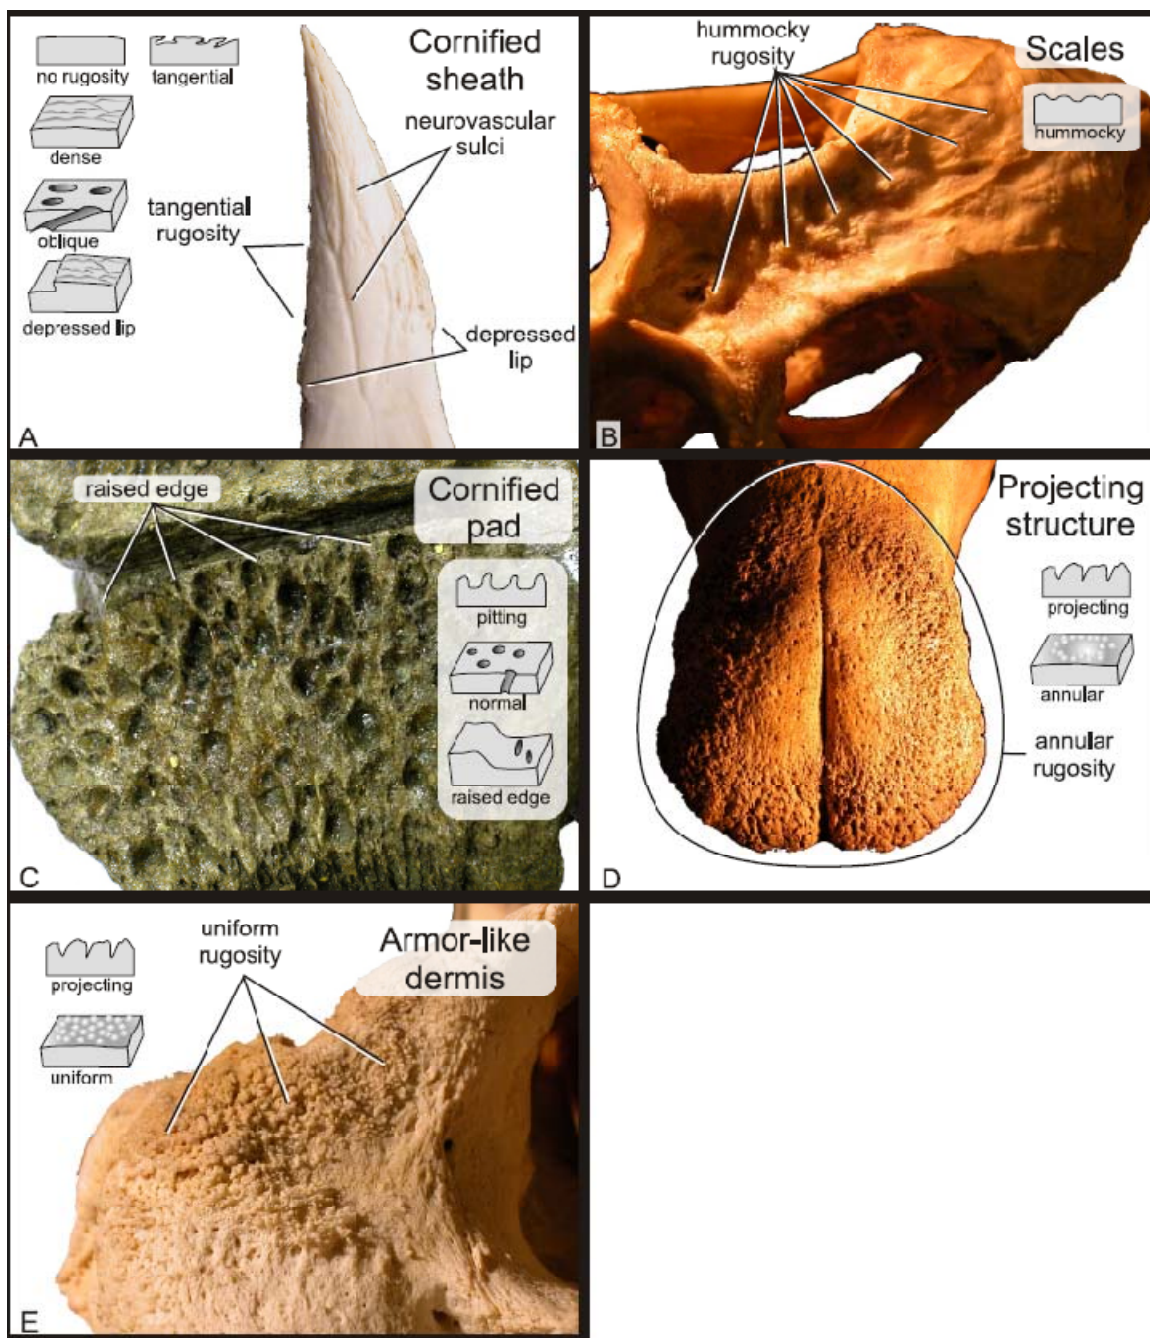 no rugosity
tangential
dense
oblique
depressed lip
Cornified
sheath
neurovascular
sulci
tangential
rugosity
depressed
lip
A
hummocky
rugosity
Scales
hummocky
B
raised edge
Cornified
pad
pitting
normal
raised edge
C
Projecting
structure
projecting
annular
annular
rugosity
D
uniform
rugosity
Armor-like
dermis
projecting
uniform
E